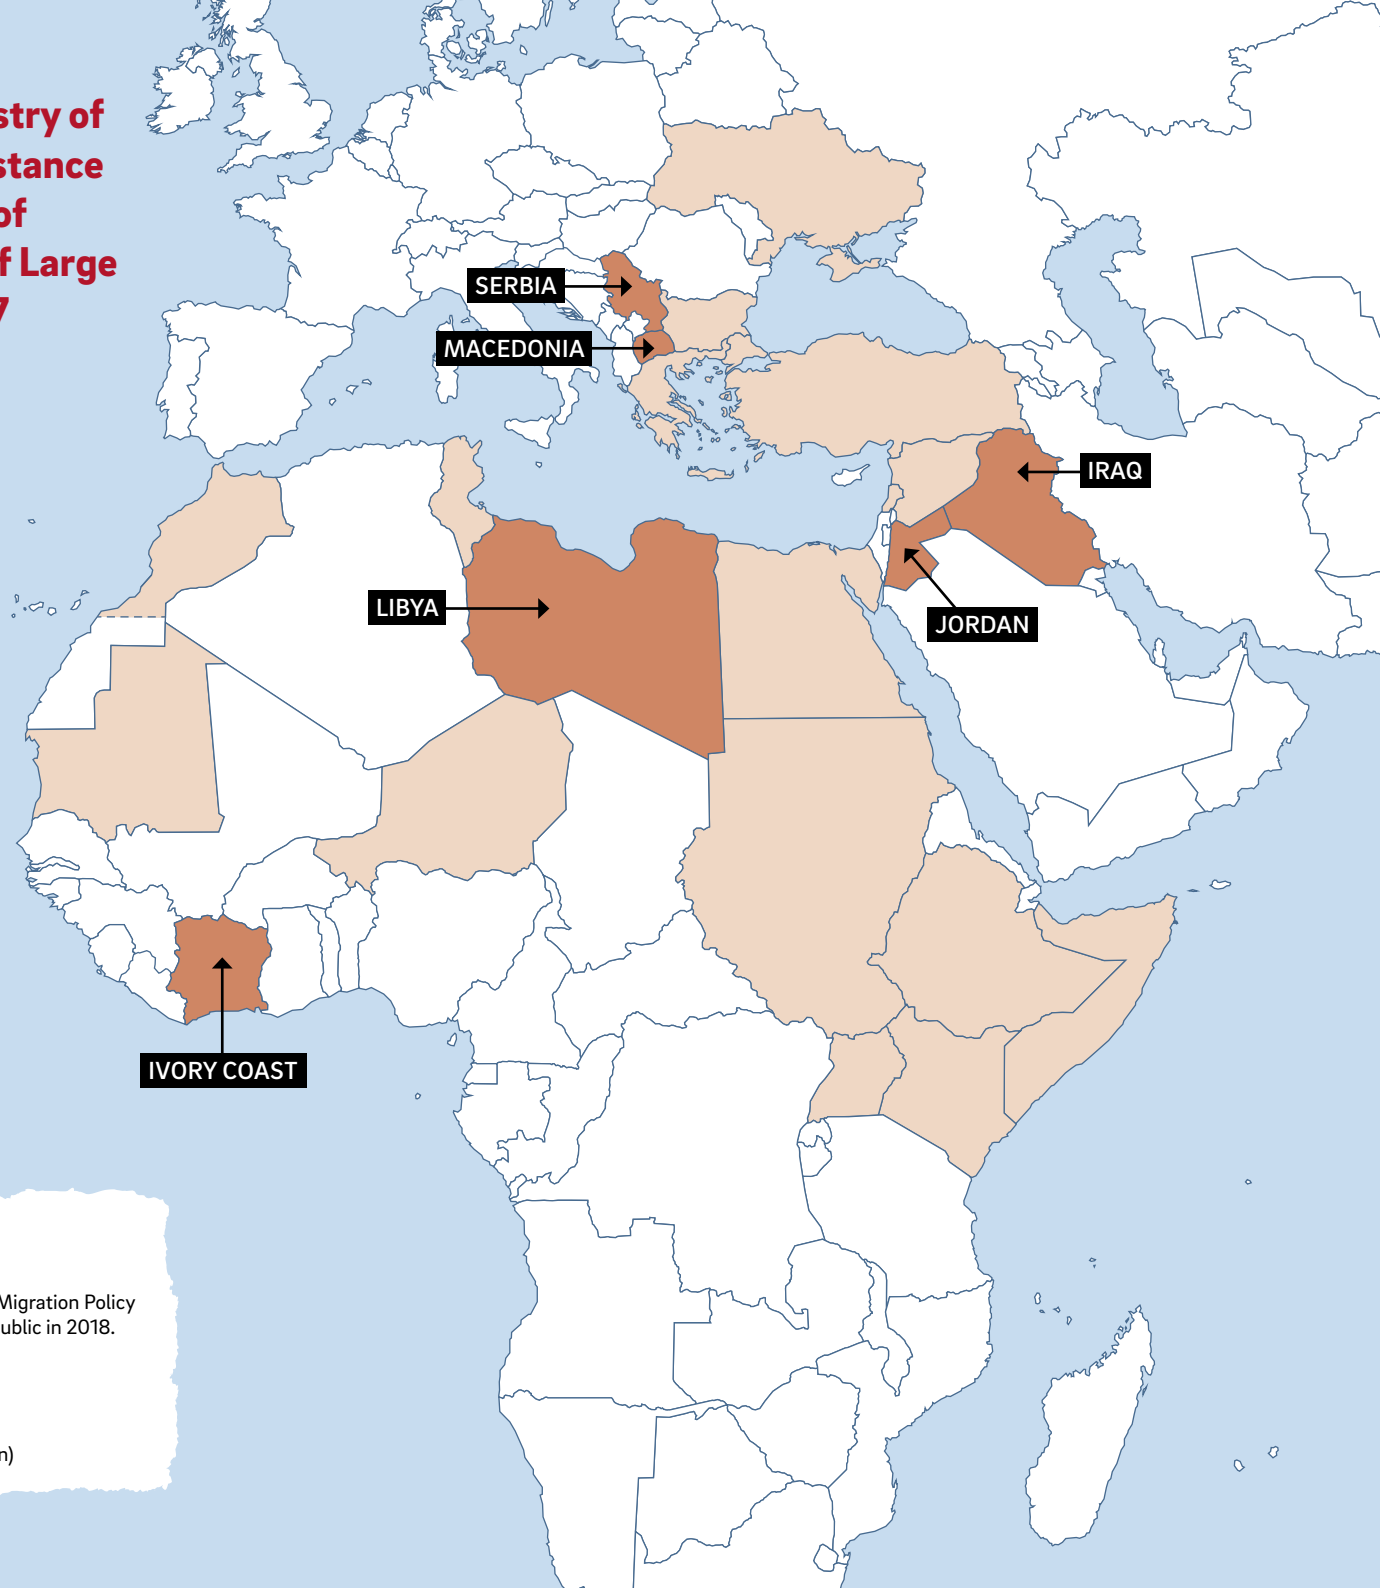 stry of
stance
of
f Large
7
SERBIA
MACEDONIA
IRAQ
LIBYA
JORDAN
IVORY COAST
Migration Policy
ublic in 2018.
n)